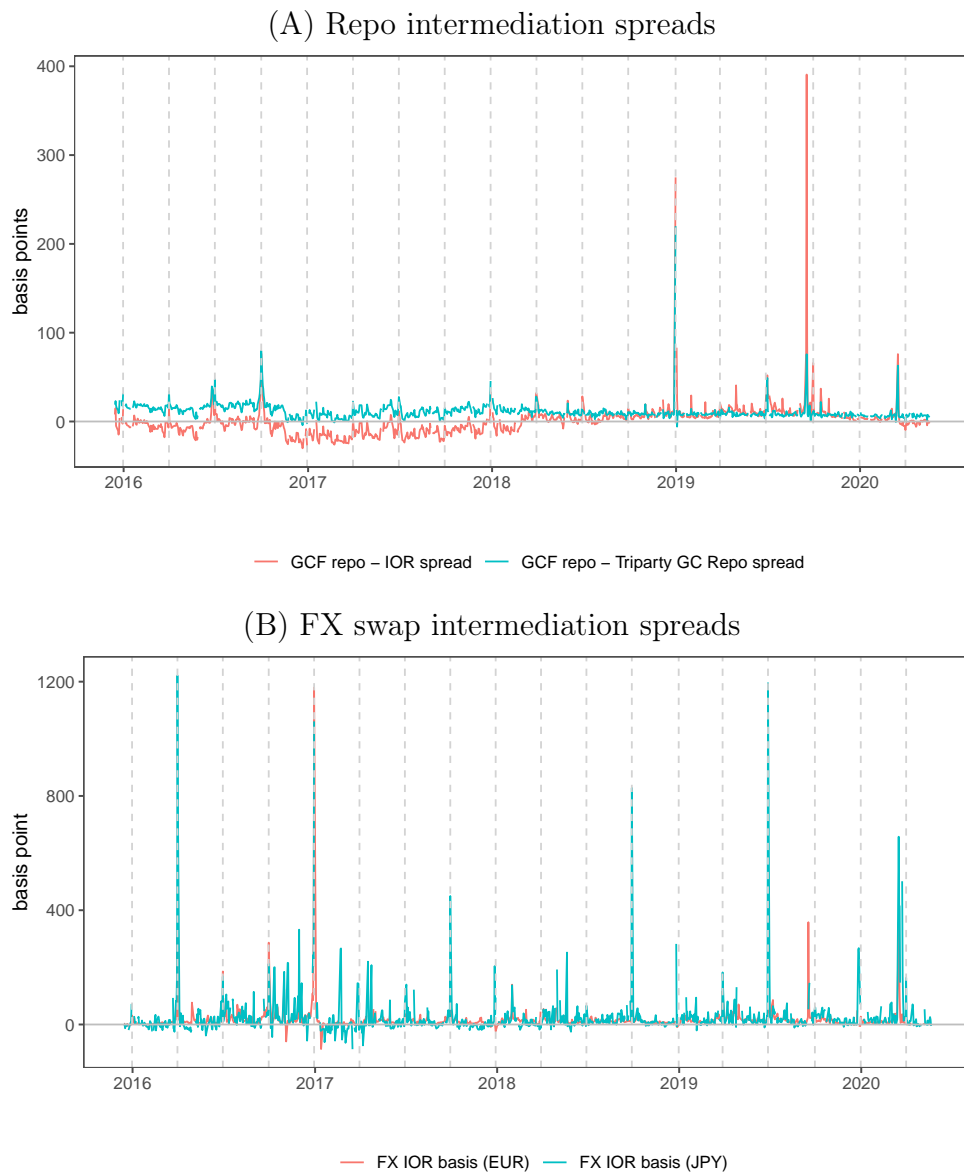 (A) Repo intermediation spreads
400
300
200
100
0
basis points
2016 2017 2018 2019 2020
GCF repo − IOR spread GCF repo − Triparty GC Repo spread
(B) FX swap intermediation spreads
1200
800
400
0
basis point
2016 2017 2018 2019 2020
FX IOR basis (EUR) FX IOR basis (JPY)